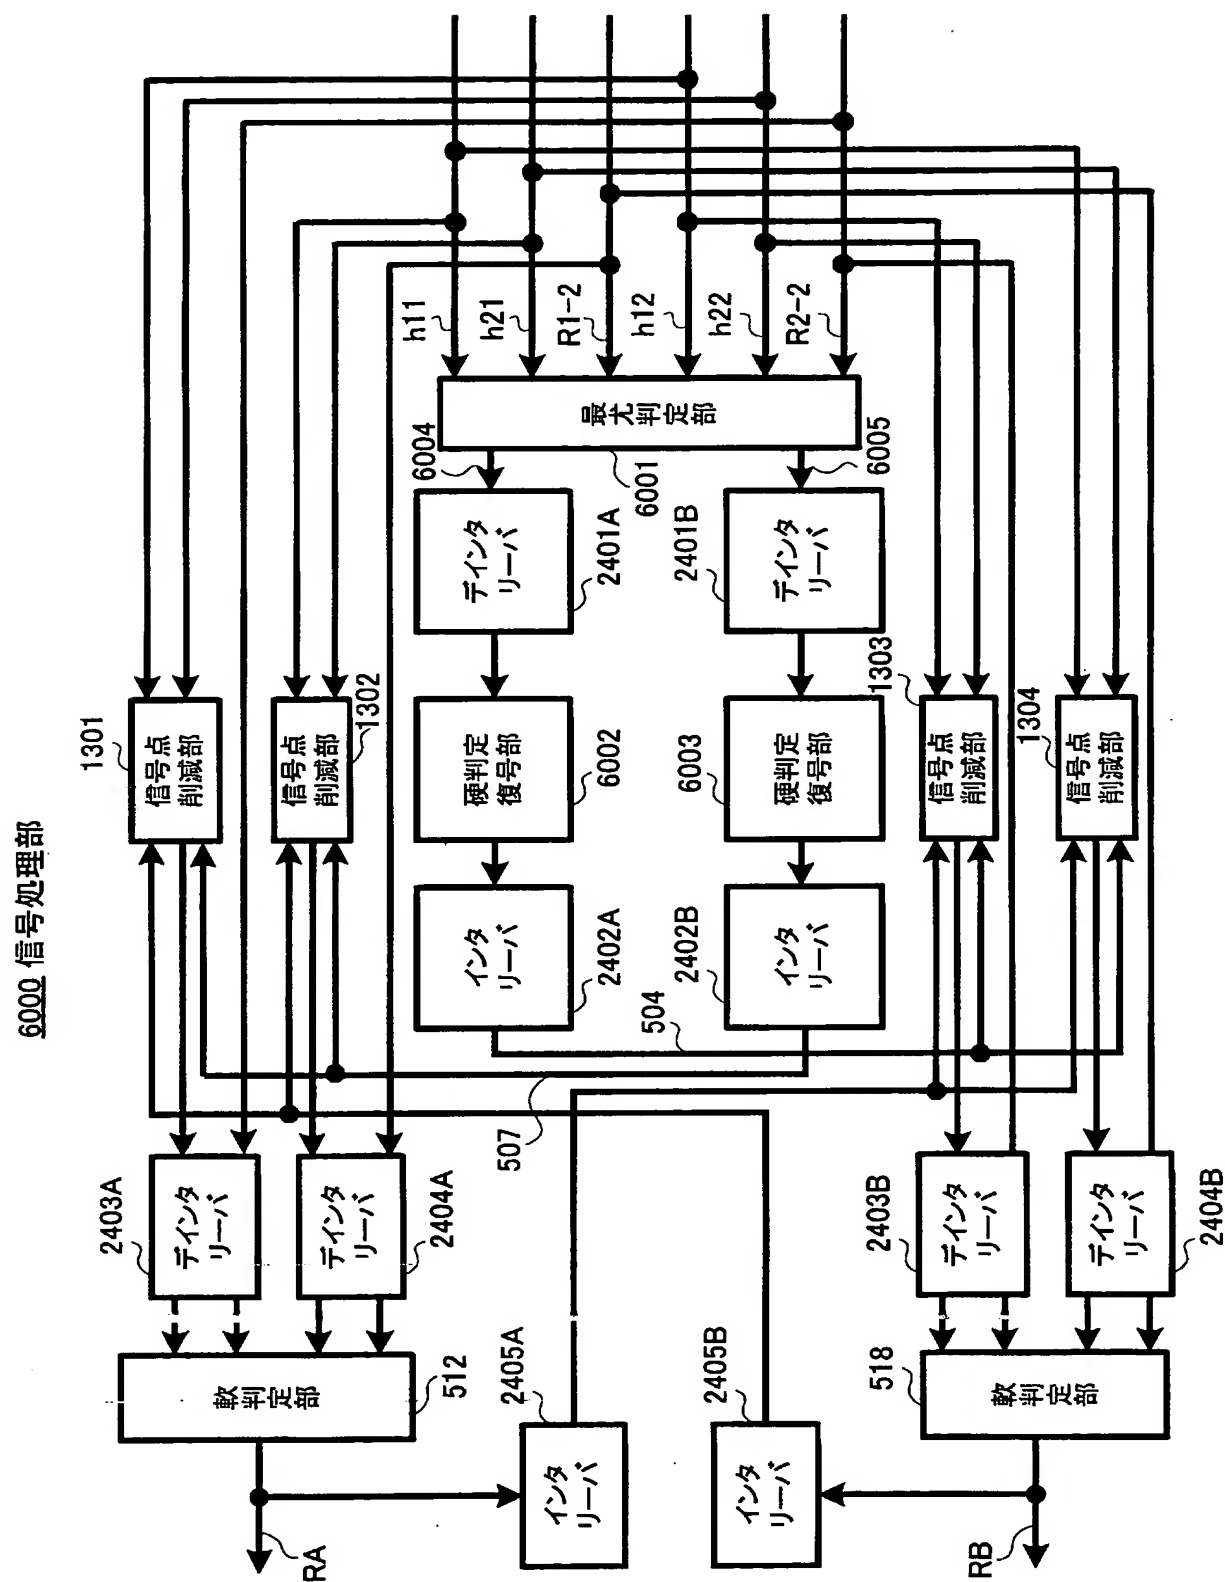 6000 信号処理部
h11
h21
R1-2
h12
h22
R2-2
最尤判定部
6001
6004
6005
デインタ
リーバ
2401A
デインタ
リーバ
2401B
硬判定
復号部
6002
硬判定
復号部
6003
インタ
リーバ
2402A
インタ
リーバ
2402B
504
507
1301
信号点
削減部
信号点
削減部
1302
1303
信号点
削減部
1304
信号点
削減部
2403A
デインタ
リーバ
デインタ
リーバ
2404A
2403B
デインタ
リーバ
デインタ
リーバ
2404B
軟判定部
512
518
軟判定部
2405A
インタ
リーバ
2405B
インタ
リーバ
RA
RB